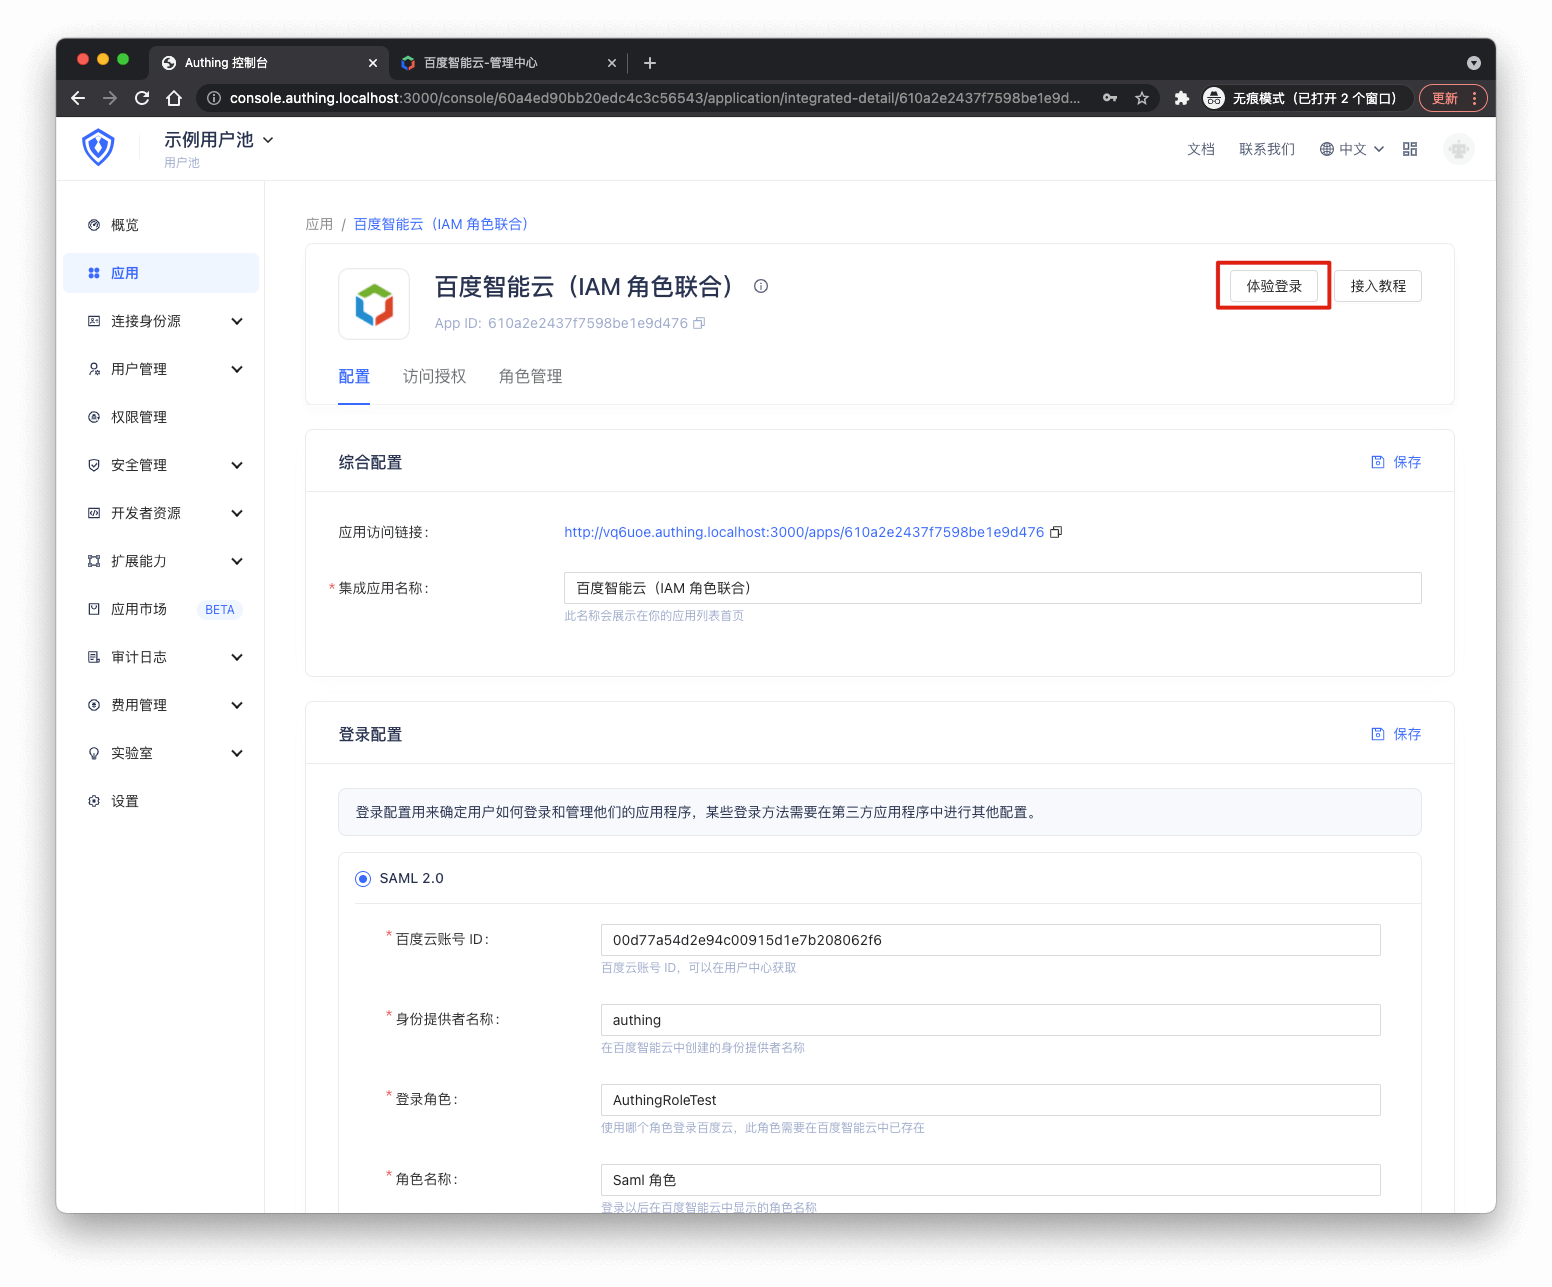 Authing 控制台
百度智能云-管理中心
console.authing.localhost:3000/console/60a4ed90bb20edc4c3c56543/application/integrated-detail/610a2e2437f7598be1e9d...
无痕模式（已打开 2 个窗口）
更新
示例用户池
用户池
文档
联系我们
中文
概览
应用
连接身份源
用户管理
权限管理
安全管理
开发者资源
扩展能力
应用市场 BETA
审计日志
费用管理
实验室
设置
应用 / 百度智能云（IAM 角色联合）
百度智能云（IAM 角色联合）
App ID: 610a2e2437f7598be1e9d476
体验登录
接入教程
配置
访问授权
角色管理
综合配置
保存
应用访问链接：
http://vq6uoe.authing.localhost:3000/apps/610a2e2437f7598be1e9d476
* 集成应用名称：
百度智能云（IAM 角色联合）
此名称会展示在你的应用列表首页
登录配置
保存
登录配置用来确定用户如何登录和管理他们的应用程序，某些登录方法需要在第三方应用程序中进行其他配置。
SAML 2.0
* 百度云账号 ID：
00d77a54d2e94c00915d1e7b208062f6
百度云账号 ID，可以在用户中心获取
* 身份提供者名称：
authing
在百度智能云中创建的身份提供者名称
* 登录角色：
AuthingRoleTest
使用哪个角色登录百度云，此角色需要在百度智能云中已存在
* 角色名称：
Saml 角色
登录以后在百度智能云中显示的角色名称